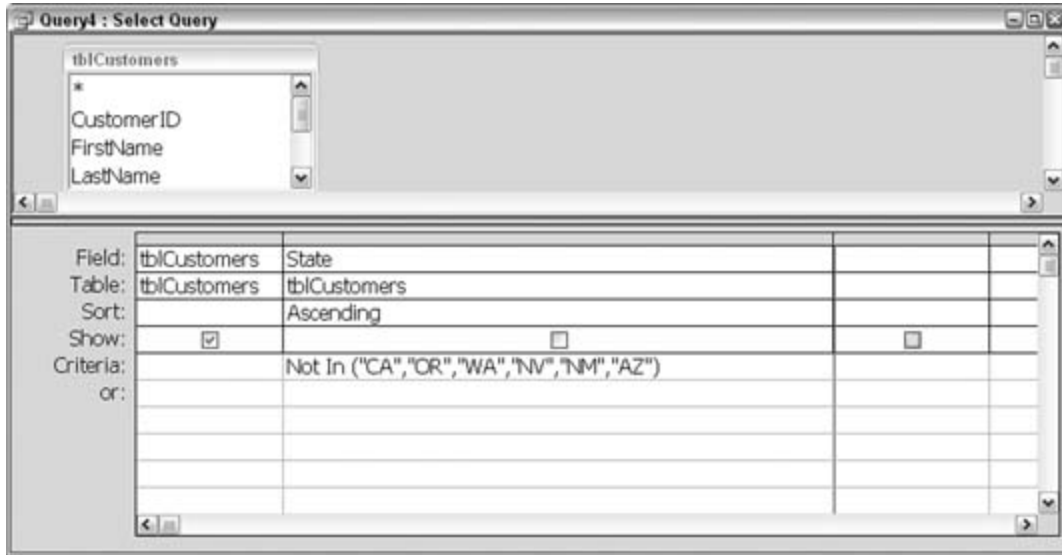 Query4 : Select Query
tblCustomers
*
CustomerID
FirstName
LastName
Field: tblCustomers State
Table: tblCustomers tblCustomers
Sort: Ascending
Show:
Criteria: Not In ("CA","OR","WA","NV","NM","AZ")
or: